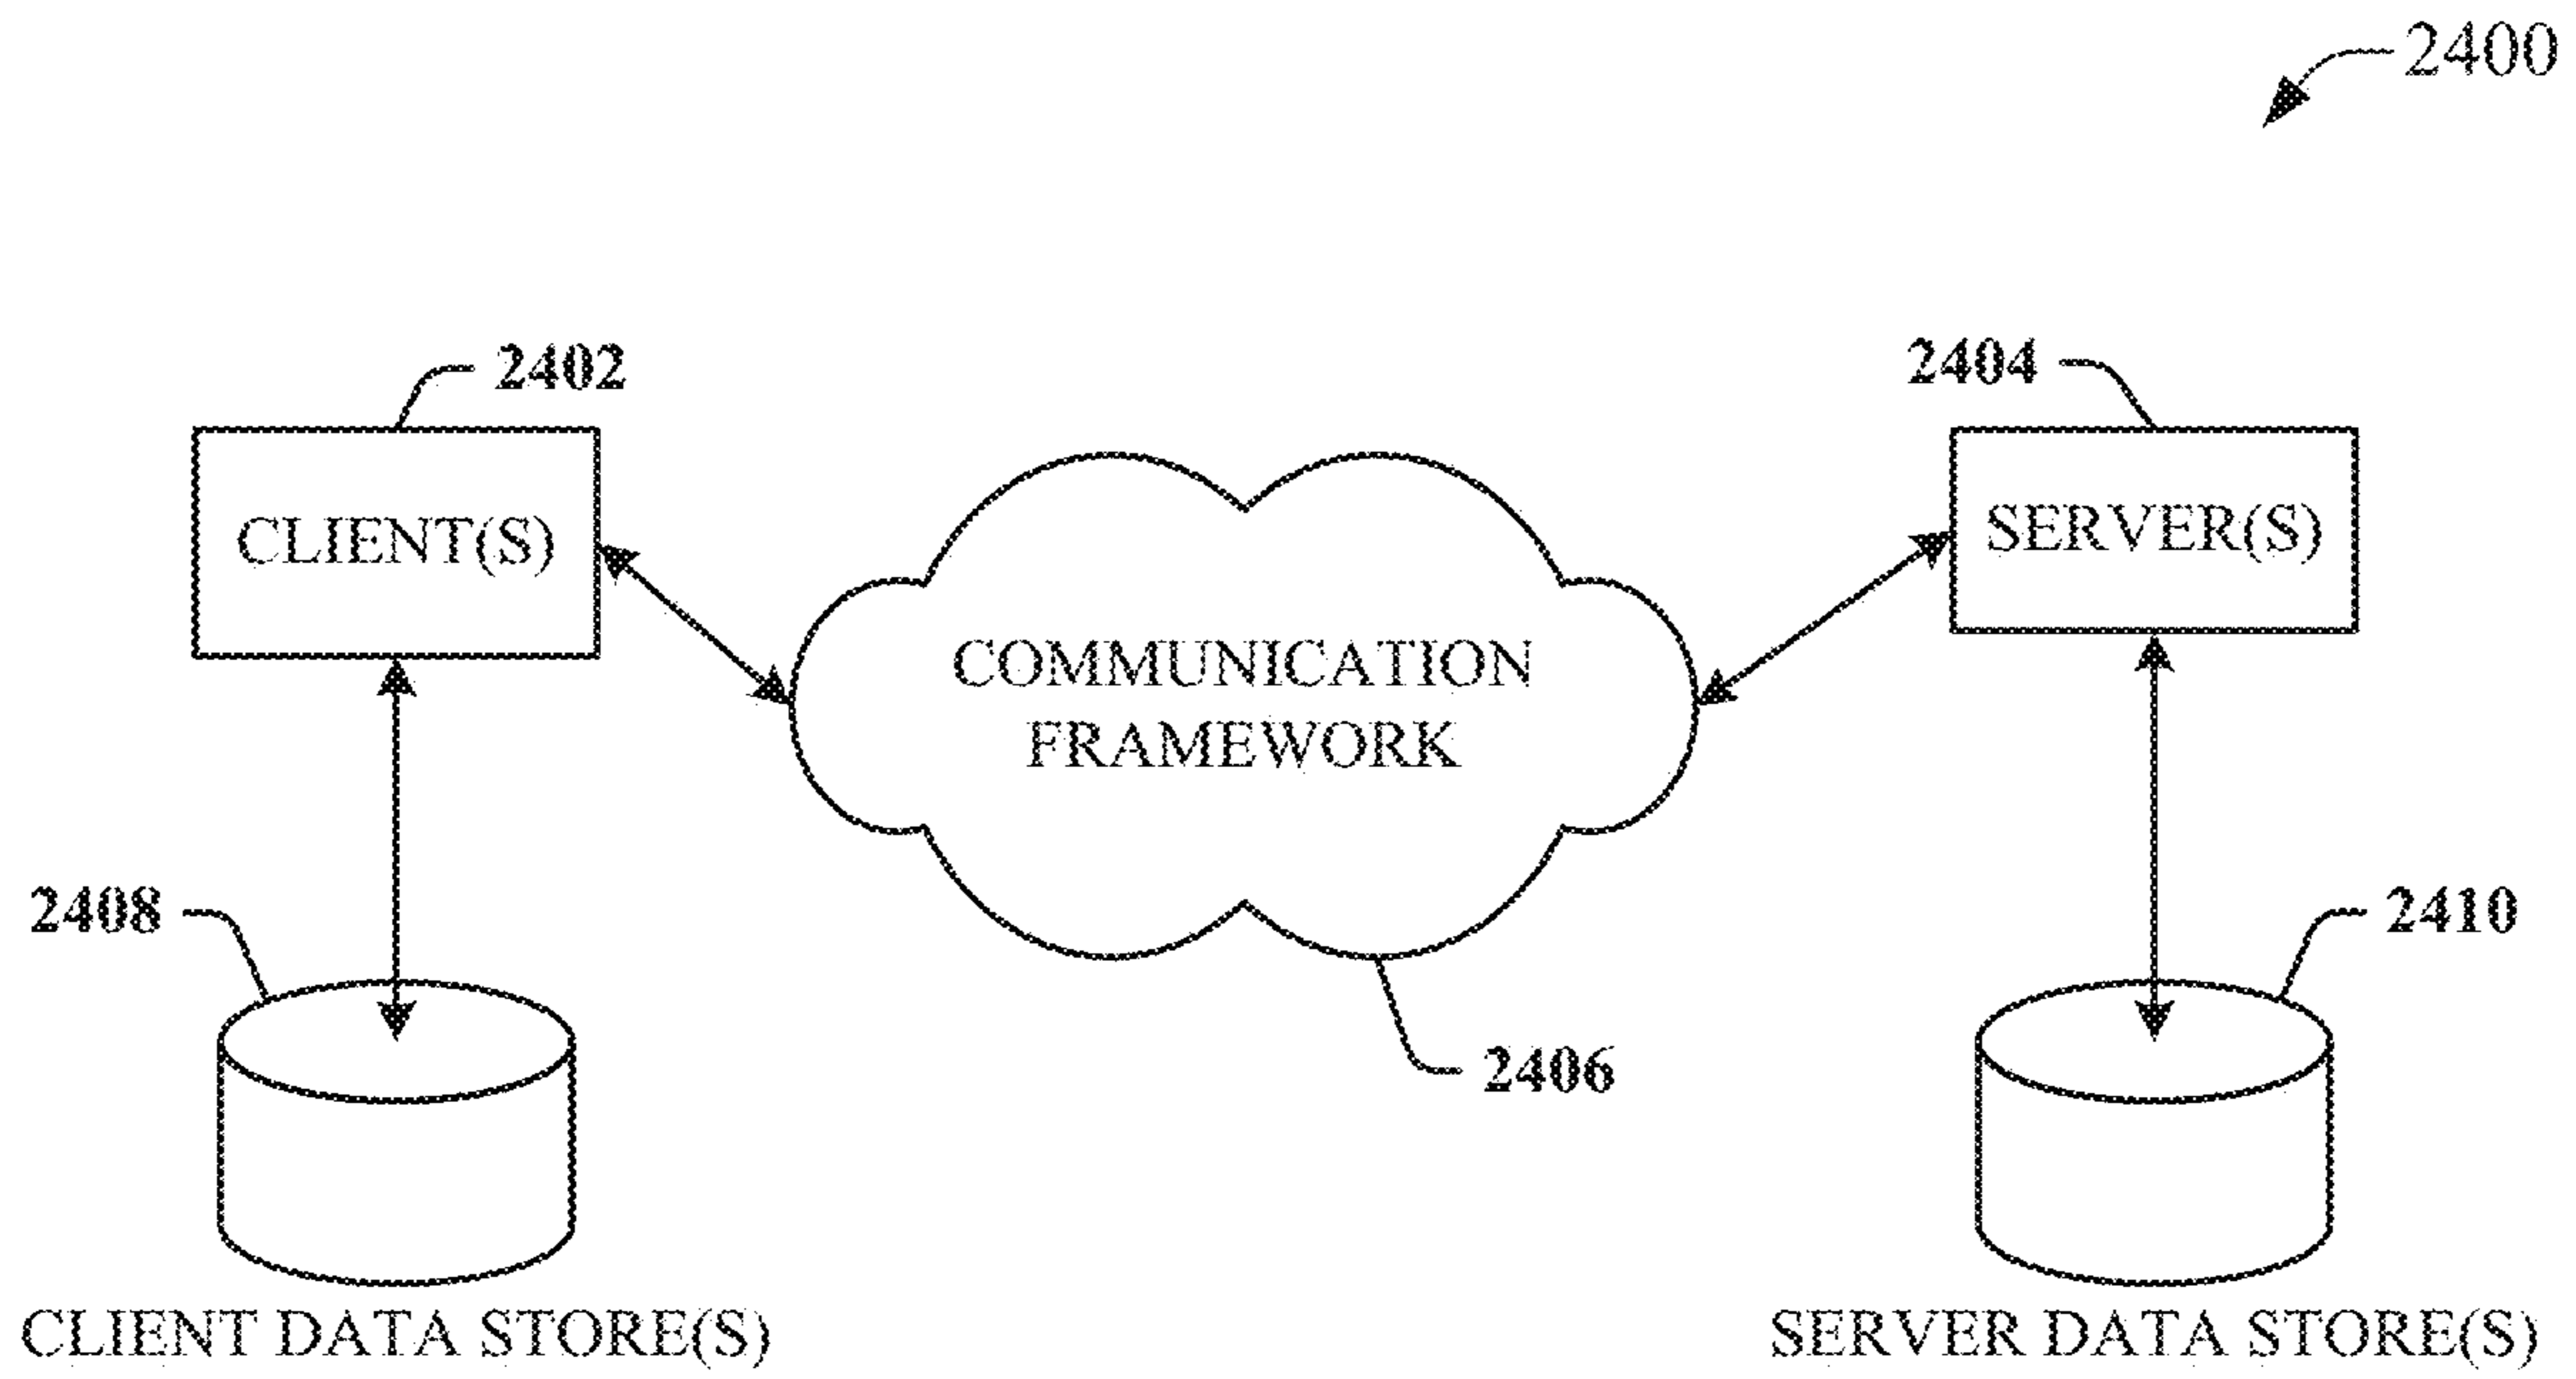 2400
2402
2404
CLIENT(S)
SERVER(S)
COMMUNICATION
FRAMEWORK
2408
2410
2406
CLIENT DATA STORE(S)
SERVER DATA STORE(S)